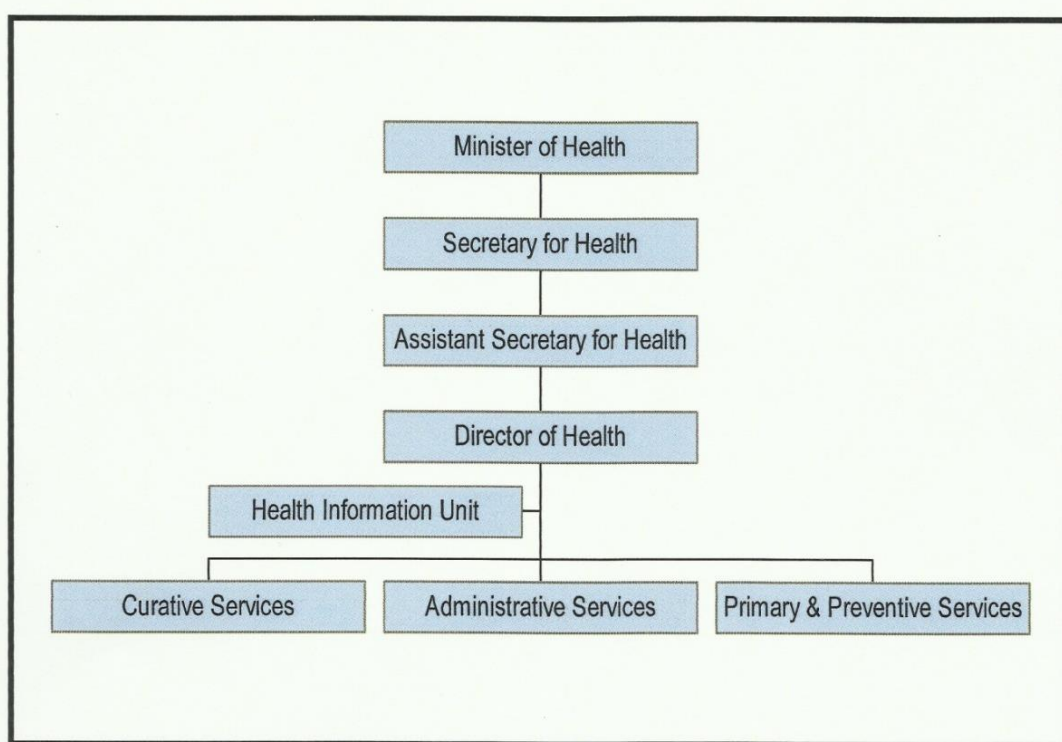 Minister of Health
Secretary for Health
Assistant Secretary for Health
Director of Health
Health Information Unit
Curative Services
Administrative Services
Primary & Preventive Services